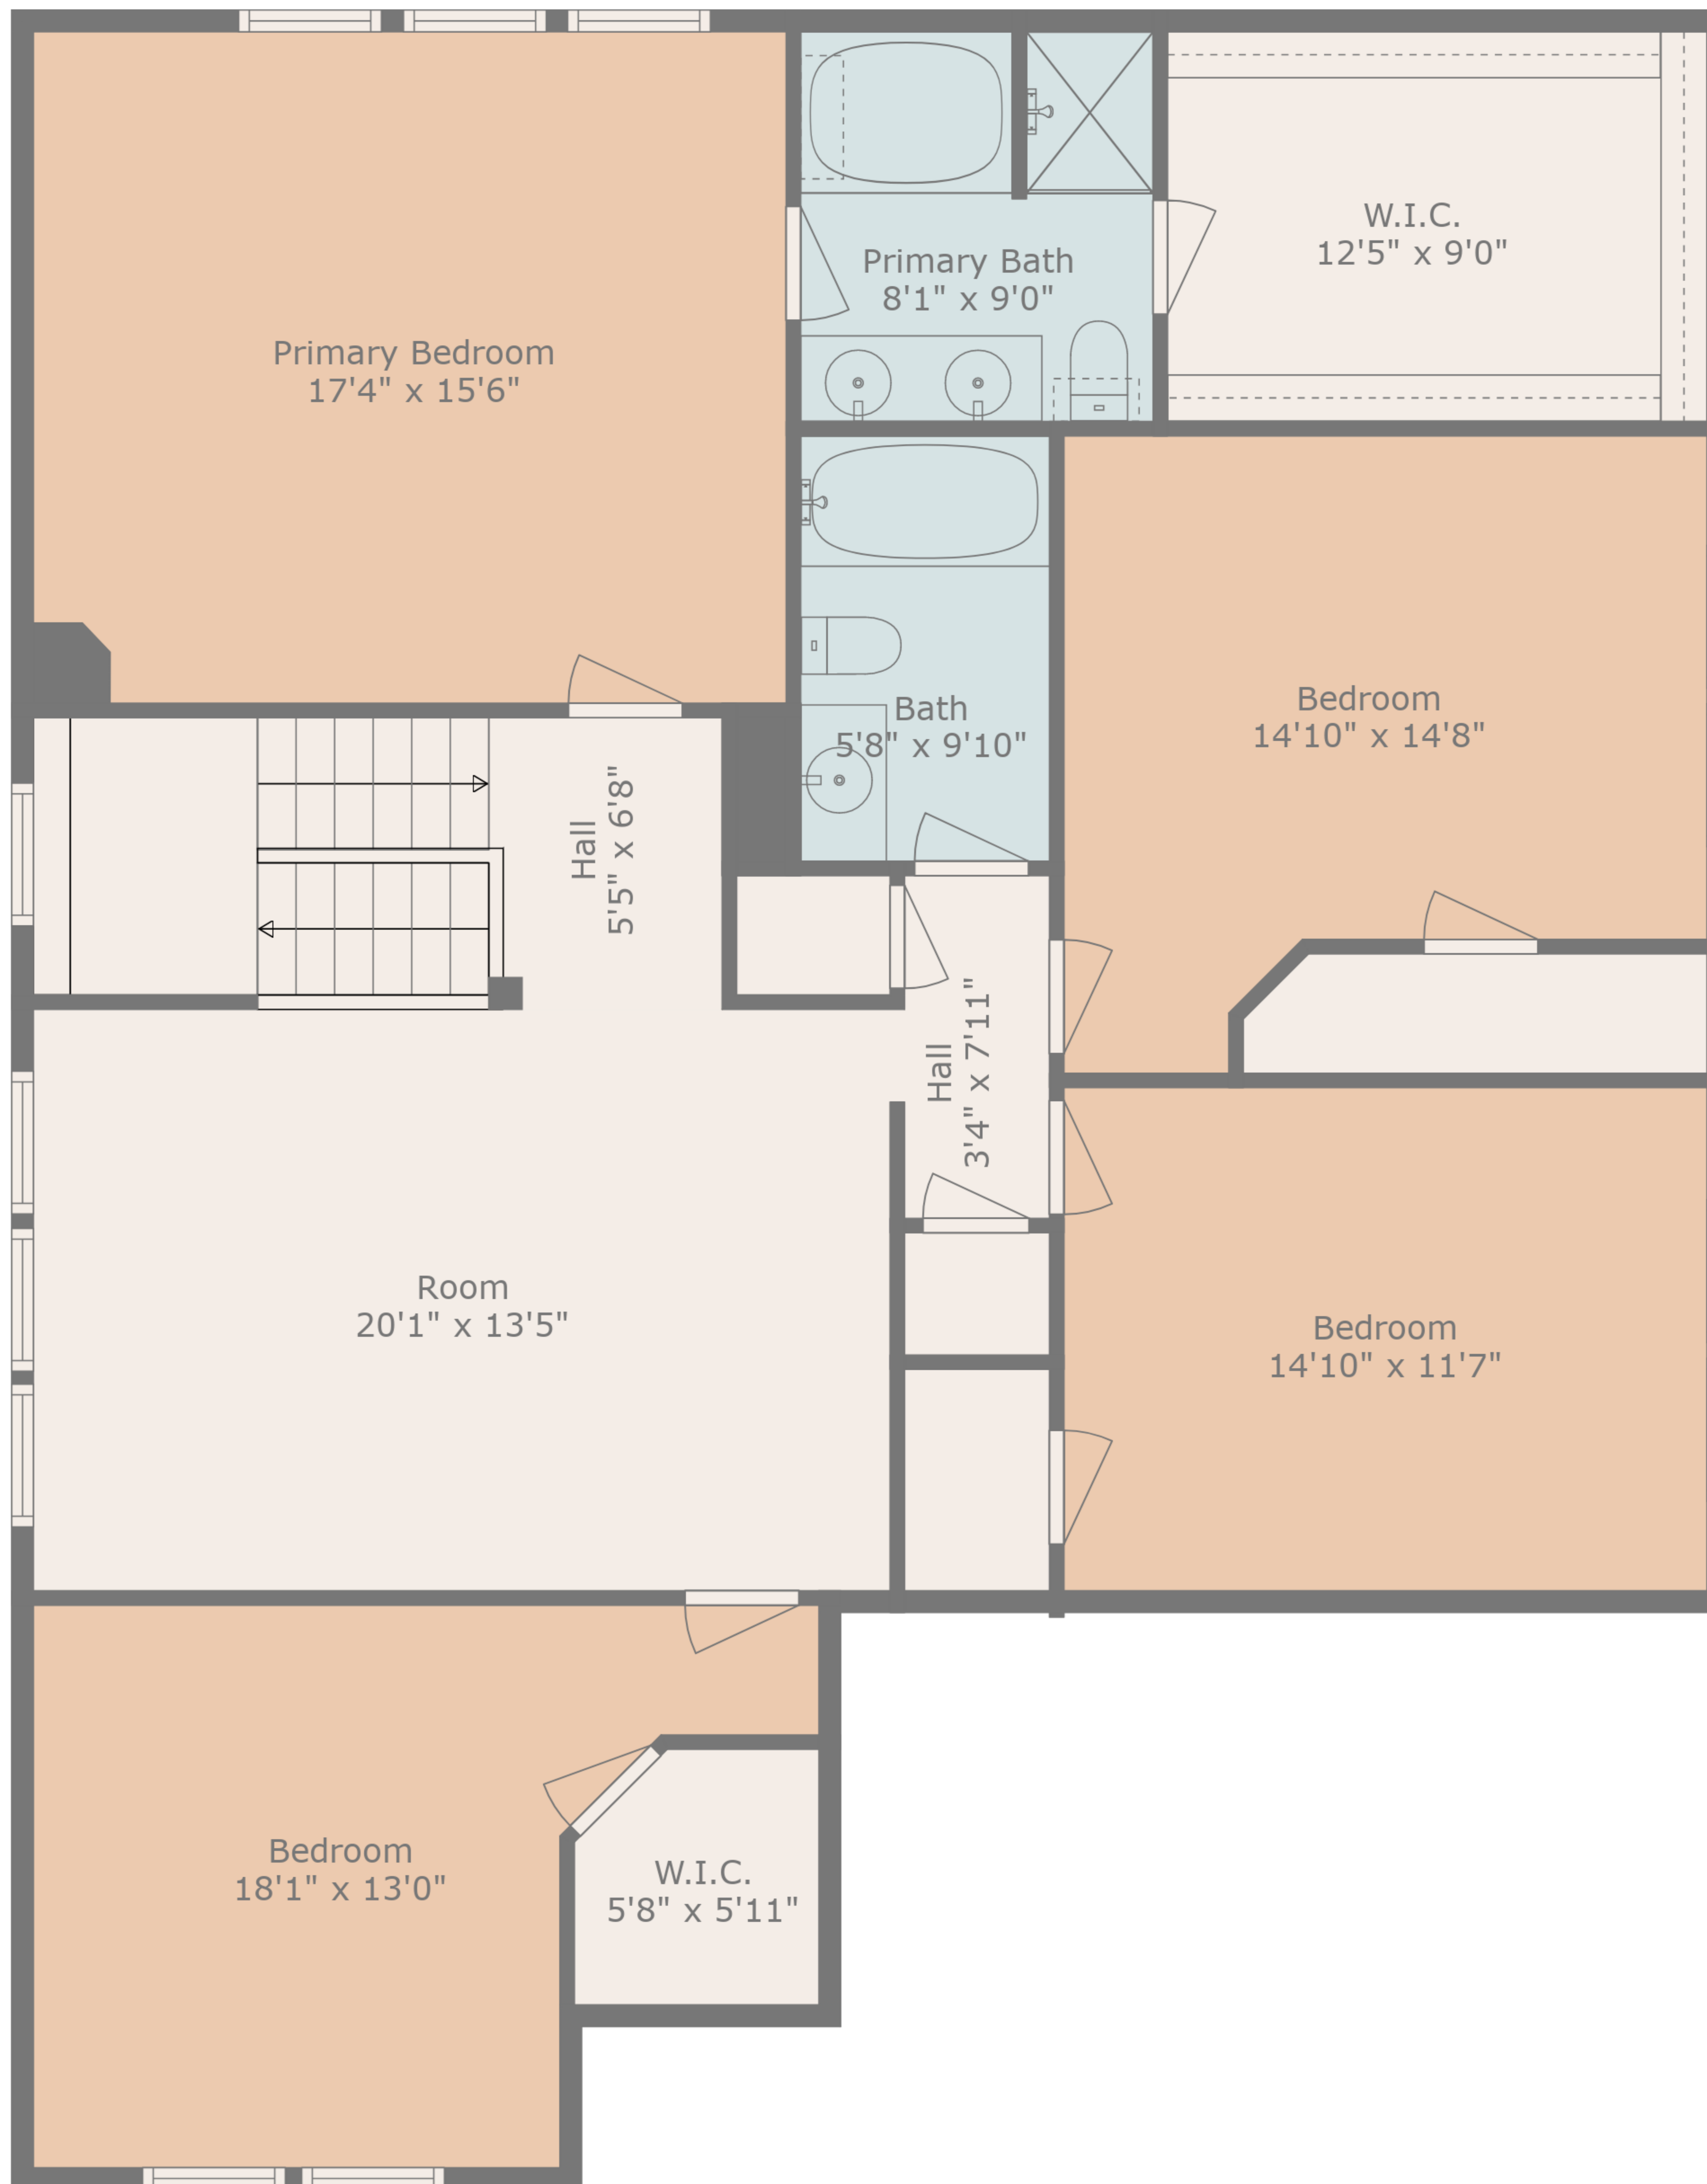 W.I.C.
12'5" x 9'0"
Primary Bath
8'1" x 9'0"
Primary Bedroom
17'4" x 15'6"
Bedroom
14'10" x 14'8"
Bath
5'8" x 9'10"
Hall
5'5" x 6'8"
Hall
3'4" x 7'11"
Room
20'1" x 13'5"
Bedroom
14'10" x 11'7"
Bedroom
18'1" x 13'0"
W.I.C.
5'8" x 5'11"